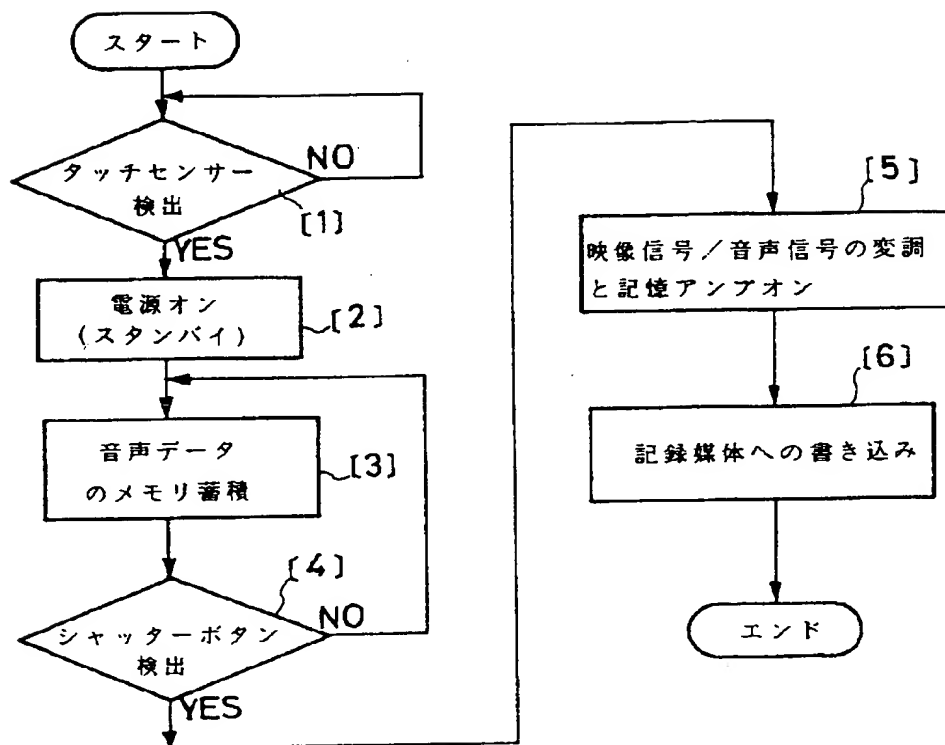 スタート
タッチセンサー
検出
NO
[1]
YES
電源オン
(スタンバイ)
[2]
音声データ
のメモリ蓄積
[3]
[4]
シャッターボタン
検出
NO
YES
[5]
映像信号/音声信号の変調
と記憶アンプオン
[6]
記録媒体への書き込み
エンド